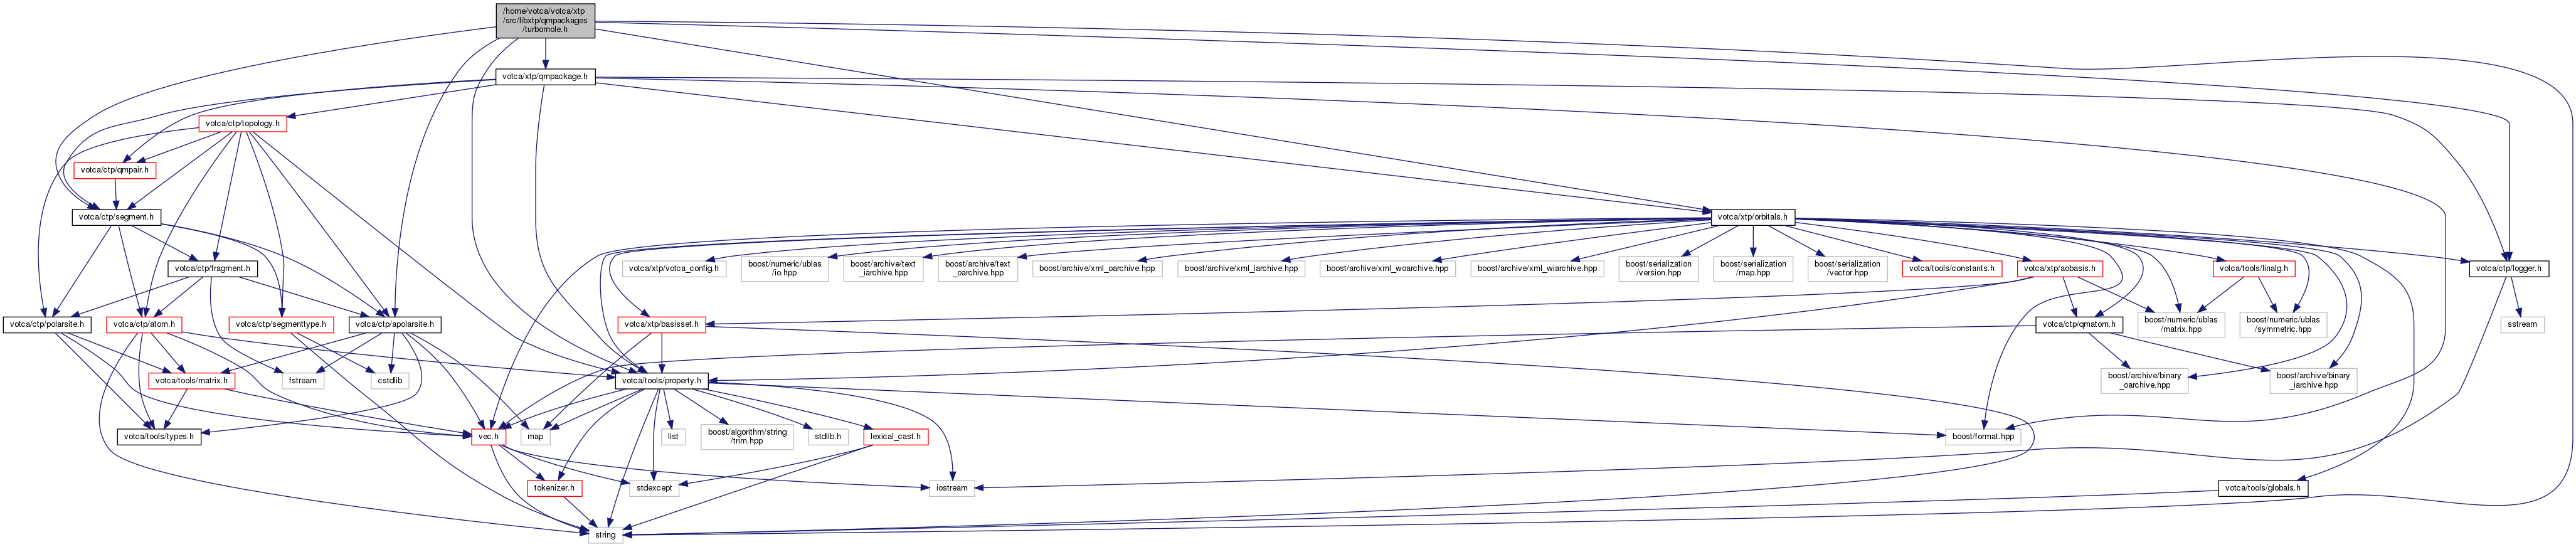 /home/votca/votca/xtp
/src/libxtp/qmpackages
/turbomole.h
votca/xtp/qmpackage.h
votca/ctp/topology.h
votca/ctp/qmpair.h
votca/ctp/segment.h
votca/xtp/orbitals.h
votca/ctp/fragment.h
votca/xtp/votca_config.h
boost/numeric/ublas
/io.hpp
boost/archive/text
_iarchive.hpp
boost/archive/text
_oarchive.hpp
boost/archive/xml_oarchive.hpp
boost/archive/xml_iarchive.hpp
boost/archive/xml_woarchive.hpp
boost/archive/xml_wiarchive.hpp
boost/serialization
/version.hpp
boost/serialization
/map.hpp
boost/serialization
/vector.hpp
votca/tools/constants.h
votca/xtp/aobasis.h
votca/tools/linalg.h
votca/ctp/logger.h
votca/ctp/polarsite.h
votca/ctp/atom.h
votca/ctp/segmenttype.h
votca/ctp/apolarsite.h
votca/xtp/basisset.h
votca/ctp/qmatom.h
boost/numeric/ublas
/matrix.hpp
boost/numeric/ublas
/symmetric.hpp
sstream
votca/tools/matrix.h
fstream
cstdlib
votca/tools/property.h
boost/archive/binary
_oarchive.hpp
boost/archive/binary
_iarchive.hpp
votca/tools/types.h
vec.h
map
list
boost/algorithm/string
/trim.hpp
stdlib.h
lexical_cast.h
boost/format.hpp
tokenizer.h
stdexcept
iostream
votca/tools/globals.h
string